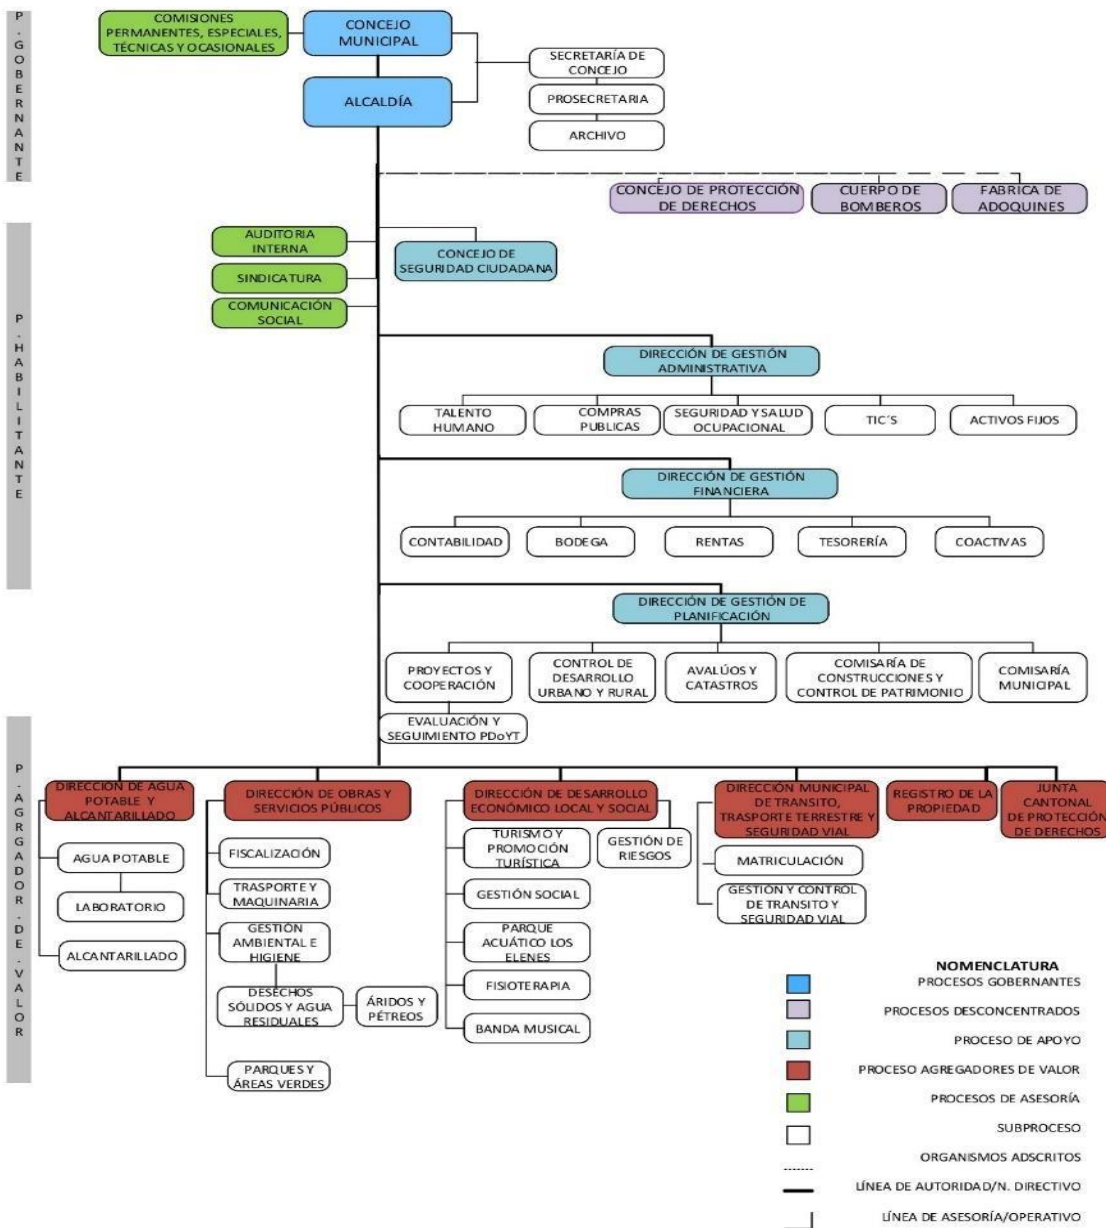 P.GOBERNANTE
COMISIONES
PERMANENTES, ESPECIALES,
TÉCNICAS Y OCASIONALES
CONCEJO
MUNICIPAL
ALCALDÍA
SECRETARÍA DE
CONCEJO
PROSECRETARIA
ARCHIVO
CONCEJO DE PROTECCIÓN
DE DERECHOS
CUERPO DE
BOMBEROS
FABRICA DE
ADOQUINES
P.HABILITANTE
AUDITORIA
INTERNA
SINDICATURA
COMUNICACIÓN
SOCIAL
CONCEJO DE
SEGURIDAD CIUDADANA
DIRECCIÓN DE GESTIÓN
ADMINISTRATIVA
TALENTO
HUMANO
COMPRAS
PUBLICAS
SEGURIDAD Y SALUD
OCUPACIONAL
TIC´S
ACTIVOS FIJOS
DIRECCIÓN DE GESTIÓN
FINANCIERA
CONTABILIDAD
BODEGA
RENTAS
TESORERÍA
COACTIVAS
DIRECCIÓN DE GESTIÓN DE
PLANIFICACIÓN
PROYECTOS Y
COOPERACIÓN
EVALUACIÓN Y
SEGUIMIENTO PDoYT
CONTROL DE
DESARROLLO
URBANO Y RURAL
AVALÚOS Y
CATASTROS
COMISARÍA DE
CONSTRUCCIONES Y
CONTROL DE PATRIMONIO
COMISARÍA
MUNICIPAL
P.AGRGADOR.DE.VALOR
DIRECCIÓN DE AGUA
POTABLE Y
ALCANTARILLADO
AGUA POTABLE
LABORATORIO
ALCANTARILLADO
DIRECCIÓN DE OBRAS Y
SERVICIOS PÚBLICOS
FISCALIZACIÓN
TRASPORTE Y
MAQUINARIA
GESTIÓN
AMBIENTAL E
HIGIENE
DESECHOS
SÓLIDOS Y AGUA
RESIDUALES
ÁRIDOS Y
PÉTREOS
PARQUES Y
ÁREAS VERDES
DIRECCIÓN DE DESARROLLO
ECONÓMICO LOCAL Y SOCIAL
TURISMO Y
PROMOCIÓN
TURÍSTICA
GESTIÓN DE
RIESGOS
GESTIÓN SOCIAL
PARQUE
ACUÁTICO LOS
ELENES
FISIOTERAPIA
BANDA MUSICAL
DIRECCIÓN MUNICIPAL
DE TRANSITO,
TRASPORTE TERRESTRE Y
SEGURIDAD VIAL
MATRICULACIÓN
GESTIÓN Y CONTROL
DE TRANSITO Y
SEGURIDAD VIAL
REGISTRO DE LA
PROPIEDAD
JUNTA
CANTONAL
DE PROTECCIÓN
DE DERECHOS
NOMENCLATURA
PROCESOS GOBERNANTES
PROCESOS DESCONCENTRADOS
PROCESO DE APOYO
PROCESO AGREGADORES DE VALOR
PROCESOS DE ASESORÍA
SUBPROCESO
ORGANISMOS ADSCRITOS
LÍNEA DE AUTORIDAD/N. DIRECTIVO
LÍNEA DE ASESORÍA/OPERATIVO